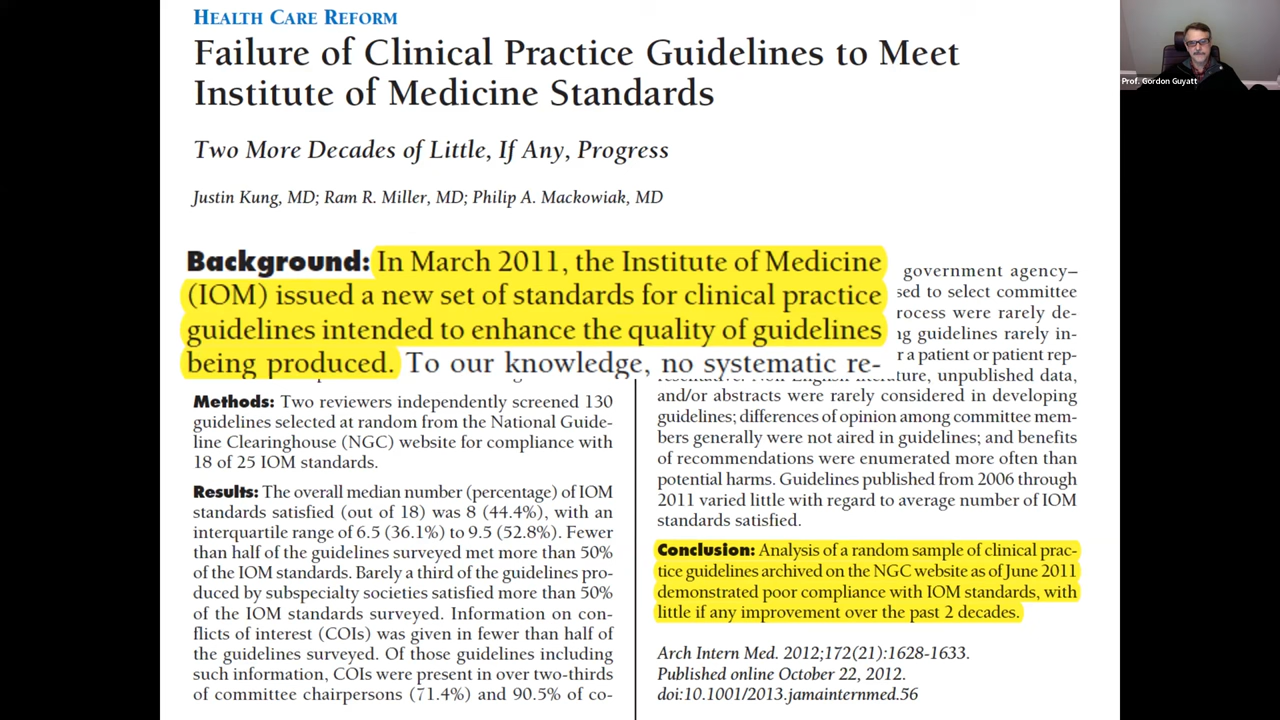 HEALTH CARE REFORM
Failure of Clinical Practice Guidelines to Meet
Institute of Medicine Standards
Two More Decades of Little, If Any, Progress
Justin Kung, MD; Ram R. Miller, MD; Philip A. Mackowiak, MD
Background: In March 2011, the Institute of Medicine
(IOM) issued a new set of standards for clinical practice
guidelines intended to enhance the quality of guidelines
being produced. To our knowledge, no systematic re-
Methods: Two reviewers independently screened 130
guidelines selected at random from the National Guide-
line Clearinghouse (NGC) website for compliance with
18 of 25 IOM standards.
Results: The overall median number (percentage) of IOM
standards satisfied (out of 18) was 8 (44.4%), with an
interquartile range of 6.5 (36.1%) to 9.5 (52.8%). Fewer
than half of the guidelines surveyed met more than 50%
of the IOM standards. Barely a third of the guidelines pro-
duced by subspecialty societies satisfied more than 50%
of the IOM standards surveyed. Information on con-
flicts of interest (COIs) was given in fewer than half of
the guidelines surveyed. Of those guidelines including
such information, COIs were present in over two-thirds
of committee chairpersons (71.4%) and 90.5% of co-
government agency–
sed to select committee
rocess were rarely de-
ng guidelines rarely in-
r a patient or patient rep-
ture, unpublished data,
and/or abstracts were rarely considered in developing
guidelines; differences of opinion among committee mem-
bers generally were not aired in guidelines; and benefits
of recommendations were enumerated more often than
potential harms. Guidelines published from 2006 through
2011 varied little with regard to average number of IOM
standards satisfied.
Conclusion: Analysis of a random sample of clinical prac-
tice guidelines archived on the NGC website as of June 2011
demonstrated poor compliance with IOM standards, with
little if any improvement over the past 2 decades.
Arch Intern Med. 2012;172(21):1628-1633.
Published online October 22, 2012.
doi:10.1001/2013.jamainternmed.56
Prof. Gordon Guyatt